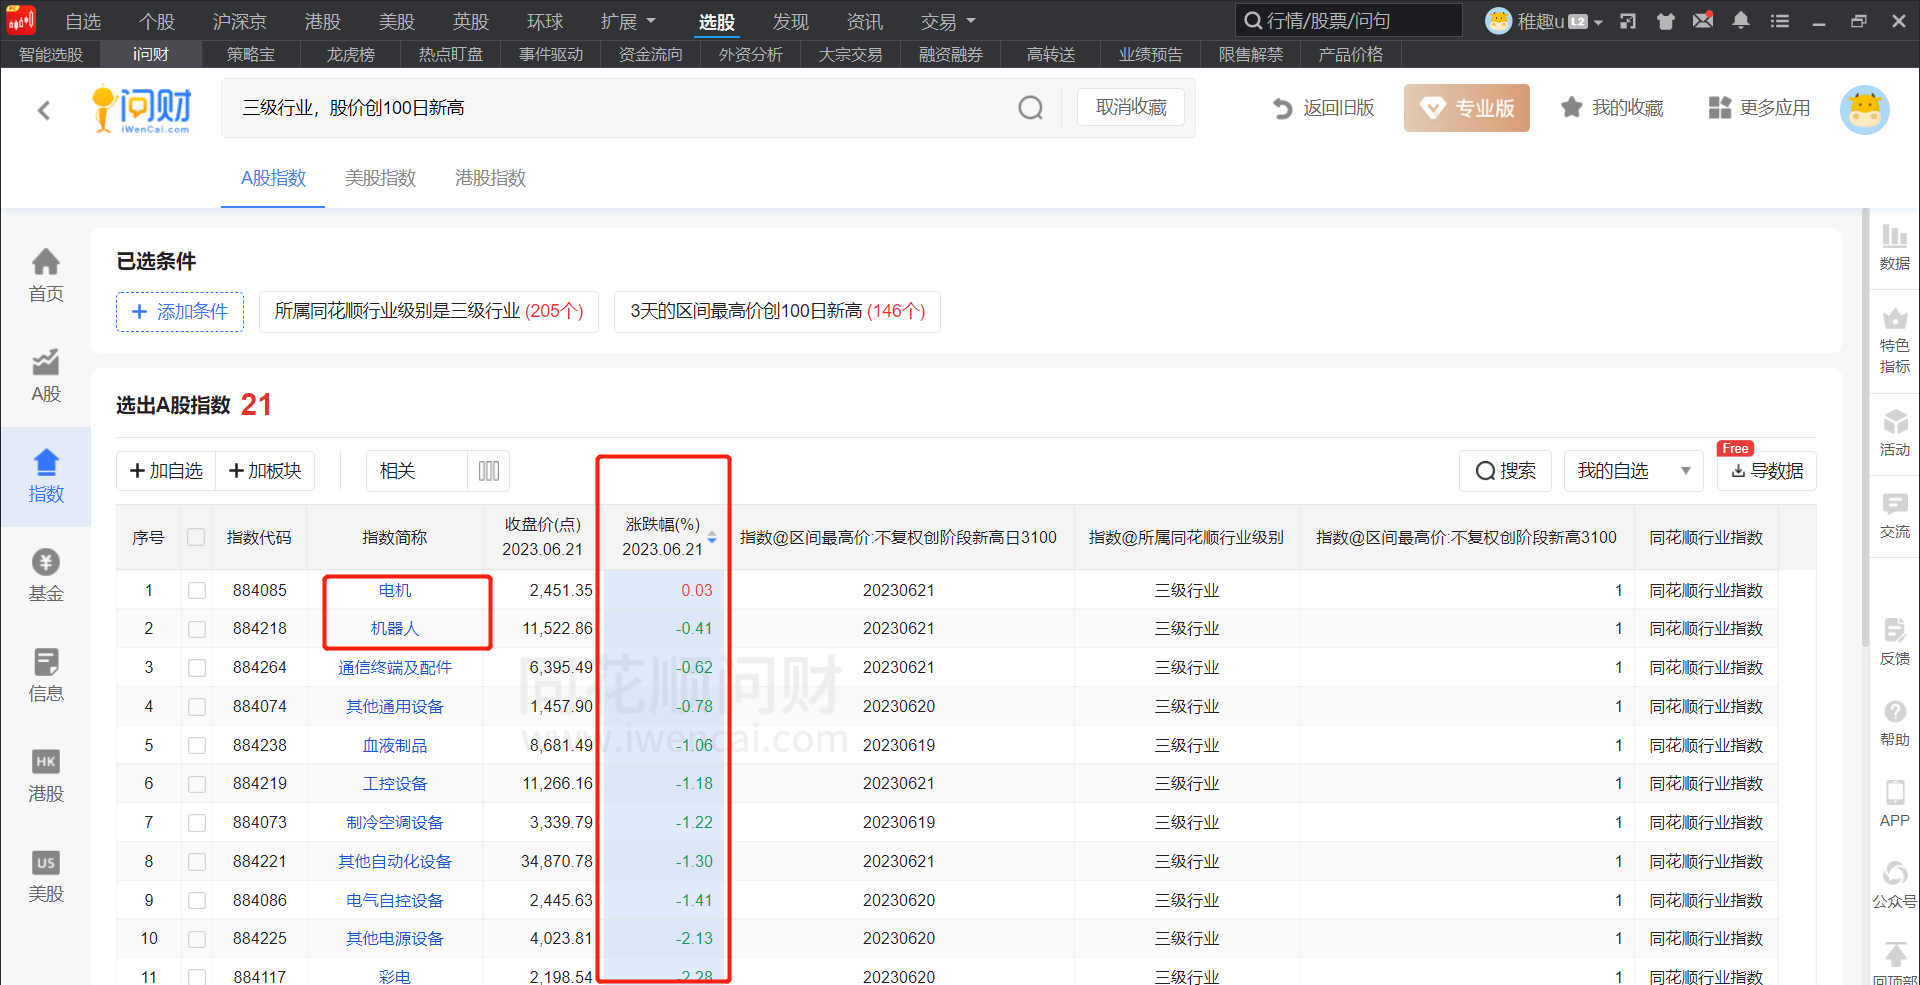 自选 个股 沪深京 港股 美股 英股 环球 扩展 选股 发现 资讯 交易 行情/股票/问句 稚趣u L2
智能选股 i问财 策略宝 龙虎榜 热点盯盘 事件驱动 资金流向 外资分析 大宗交易 融资融券 高转送 业绩预告 限售解禁 产品价格
问财 iWenCai.com 三级行业，股价创100日新高 取消收藏 返回旧版 专业版 我的收藏 更多应用
A股指数 美股指数 港股指数
首页
A股
指数
基金
信息
HK
港股
US
美股
已选条件
+ 添加条件 所属同花顺行业级别是三级行业 (205个) 3天的区间最高价创100日新高 (146个)
选出A股指数 21
+加自选 +加板块 相关 搜索 我的自选 Free 导数据
序号 指数代码 指数简称 收盘价(点) 2023.06.21 涨跌幅(%) 2023.06.21 指数@区间最高价:不复权创阶段新高日3100 指数@所属同花顺行业级别 指数@区间最高价:不复权创阶段新高3100 同花顺行业指数
1 884085 电机 2,451.35 0.03 20230621 三级行业 1 同花顺行业指数
2 884218 机器人 11,522.86 -0.41 20230621 三级行业 1 同花顺行业指数
3 884264 通信终端及配件 6,395.49 -0.62 20230621 三级行业 1 同花顺行业指数
4 884074 其他通用设备 1,457.90 -0.78 20230620 三级行业 1 同花顺行业指数
5 884238 血液制品 8,681.49 -1.06 20230619 三级行业 1 同花顺行业指数
6 884219 工控设备 11,266.16 -1.18 20230621 三级行业 1 同花顺行业指数
7 884073 制冷空调设备 3,339.79 -1.22 20230619 三级行业 1 同花顺行业指数
8 884221 其他自动化设备 34,870.78 -1.30 20230621 三级行业 1 同花顺行业指数
9 884086 电气自控设备 2,445.63 -1.41 20230620 三级行业 1 同花顺行业指数
10 884225 其他电源设备 4,023.81 -2.13 20230620 三级行业 1 同花顺行业指数
11 884117 彩电 2,198.54 -2.28 20230620 三级行业 1 同花顺行业指数
同花顺问财
www.iwencai.com
数据
特色
指标
活动
交流
反馈
帮助
APP
公众号
回顶部